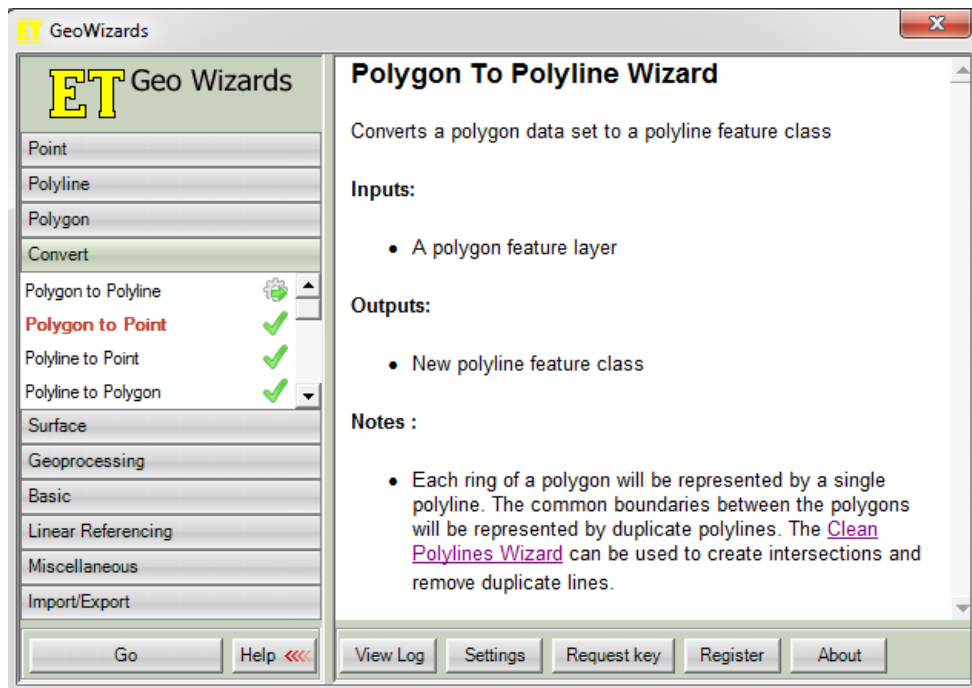 ET GeoWizards
ET Geo Wizards
Point
Polyline
Polygon
Convert
Polygon to Polyline
Polygon to Point
Polyline to Point
Polyline to Polygon
Surface
Geoprocessing
Basic
Linear Referencing
Miscellaneous
Import/Export
Go
Help <<<<
Polygon To Polyline Wizard
Converts a polygon data set to a polyline feature class
Inputs:
• A polygon feature layer
Outputs:
• New polyline feature class
Notes :
• Each ring of a polygon will be represented by a single
polyline. The common boundaries between the polygons
will be represented by duplicate polylines. The Clean
Polylines Wizard can be used to create intersections and
remove duplicate lines.
View Log
Settings
Request key
Register
About